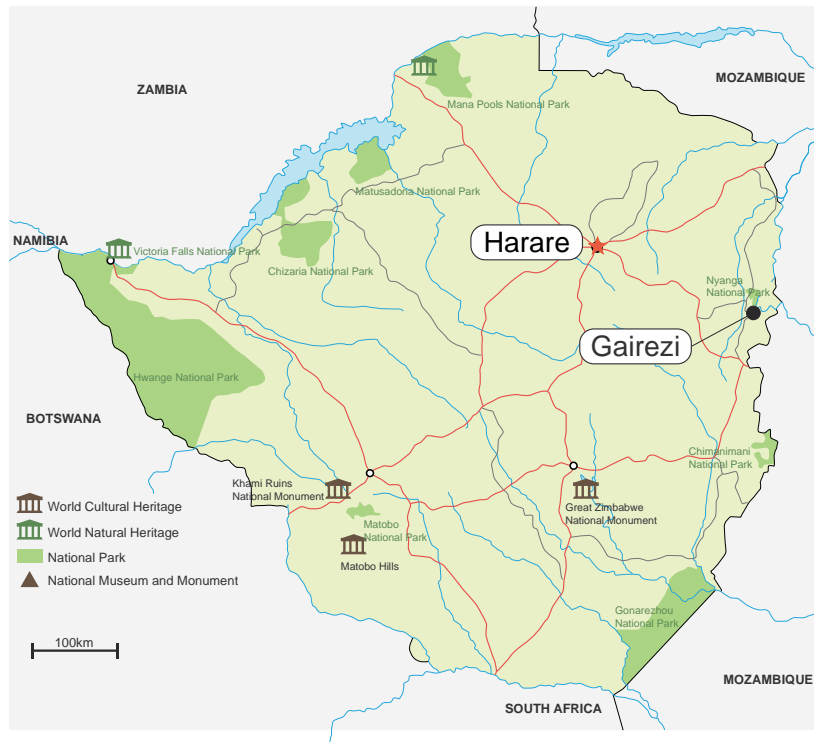 ZAMBIA
MOZAMBIQUE
Mana Pools National Park
Matusadona National Park
NAMIBIA
Victoria Falls National Park
Harare
Chizaria National Park
Nyanga
National Park
Gairezi
Hwange National Park
BOTSWANA
Chimanimani
National Park
Khami Ruins
National Monument
Great Zimbabwe
National Monument
Matobo
National Park
Matobo Hills
World Cultural Heritage
World Natural Heritage
National Park
National Museum and Monument
Gonarezhou
National Park
100km
MOZAMBIQUE
SOUTH AFRICA